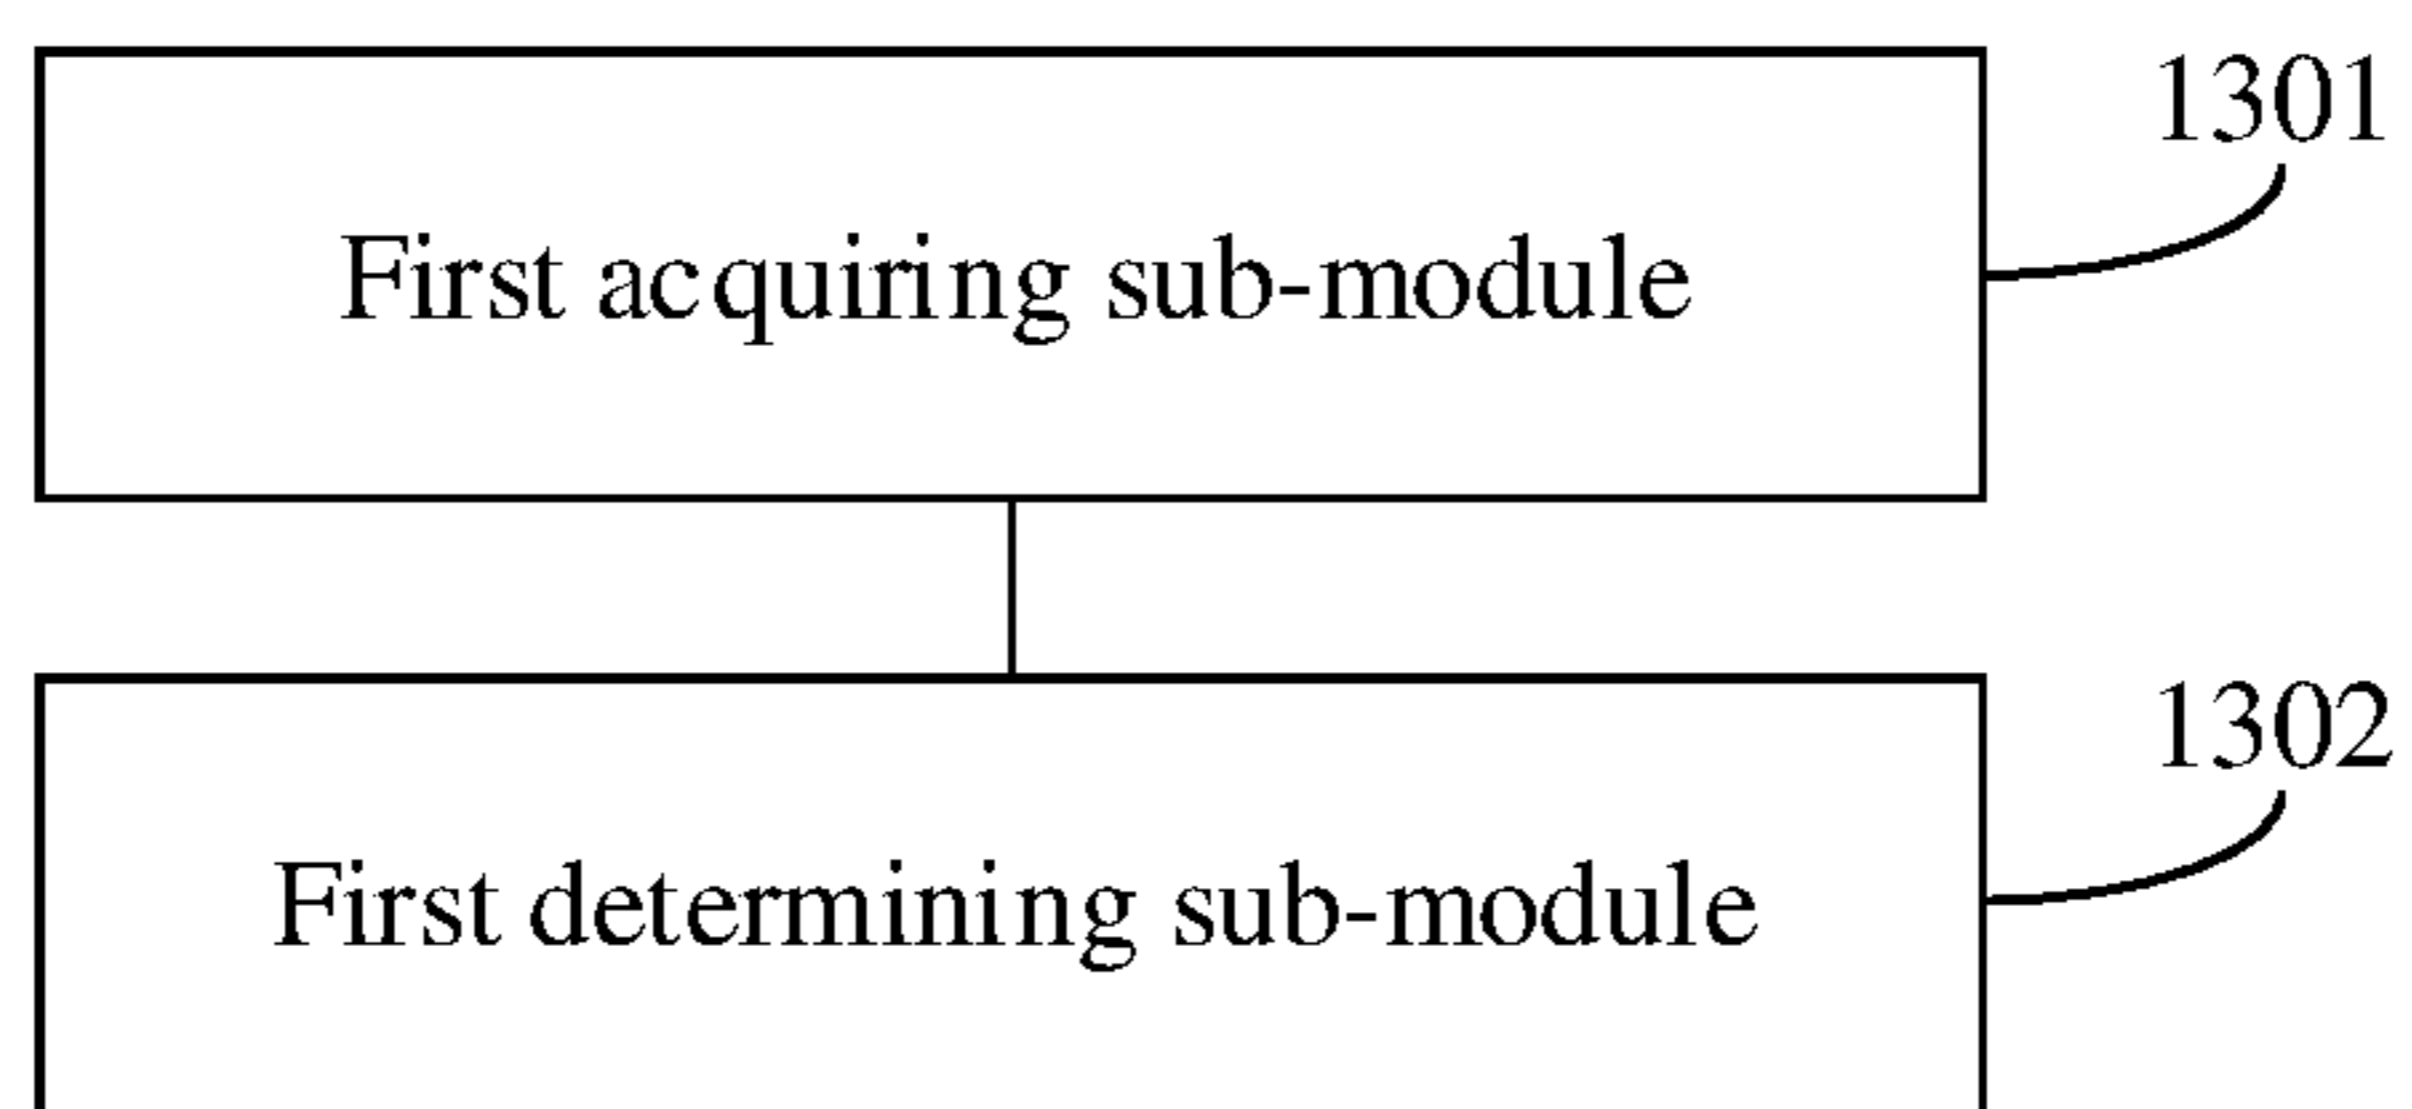 1301
First acquiring sub-module
1302
First determining sub-module